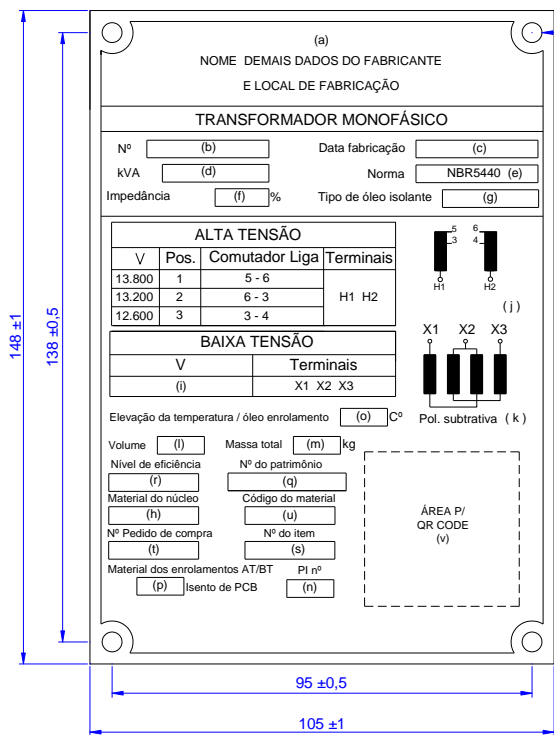 (a)
NOME DEMAIS DADOS DO FABRICANTE
E LOCAL DE FABRICAÇÃO
TRANSFORMADOR MONOFÁSICO
Nº (b) Data fabricação (c)
kVA (d) Norma NBR5440 (e)
Impedância (f) % Tipo de óleo isolante (g)
ALTA TENSÃO
V Pos. Comutador Liga Terminais
13.800 1 5 - 6
13.200 2 6 - 3 H1 H2
12.600 3 3 - 4
5 6
3 4
H1 H2
( j )
BAIXA TENSÃO
V Terminais
(i) X1 X2 X3
X1 X2 X3
Pol. subtrativa ( k )
Elevação da temperatura / óleo enrolamento (o) Cº
Volume (l) Massa total (m) kg
Nível de eficiência Nº do patrimônio
(r) (q)
Material do núcleo Código do material
(h) (u)
Nº Pedido de compra Nº do item
(t) (s)
Material dos enrolamentos AT/BT PI nº
(p) Isento de PCB (n)
ÁREA P/
QR CODE
(v)
148 ±1
138 ±0,5
95 ±0,5
105 ±1